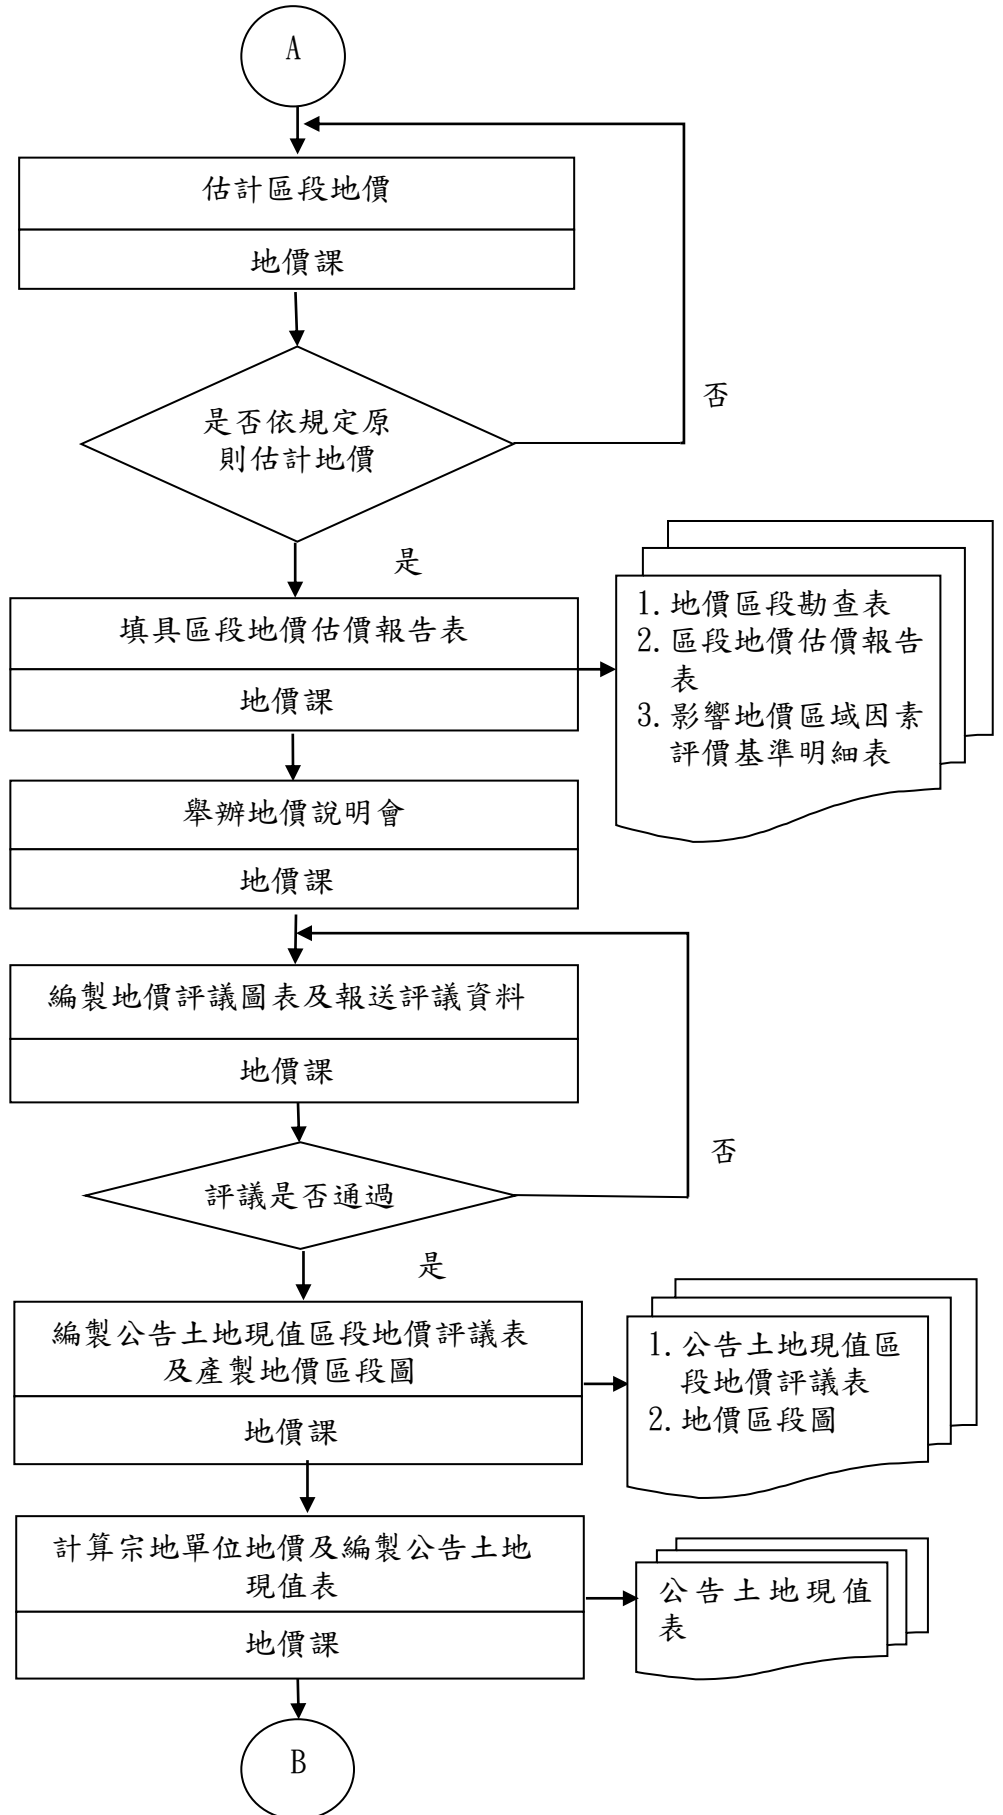 A
估計區段地價
地價課
是否依規定原
則估計地價
否
是
填具區段地價估價報告表
地價課
1.地價區段勘查表
2.區段地價估價報告
表
3.影響地價區域因素
評價基準明細表
舉辦地價說明會
地價課
編製地價評議圖表及報送評議資料
地價課
評議是否通過
否
是
編製公告土地現值區段地價評議表
及產製地價區段圖
地價課
1.公告土地現值區
段地價評議表
2.地價區段圖
計算宗地單位地價及編製公告土地
現值表
地價課
公告土地現值
表
B